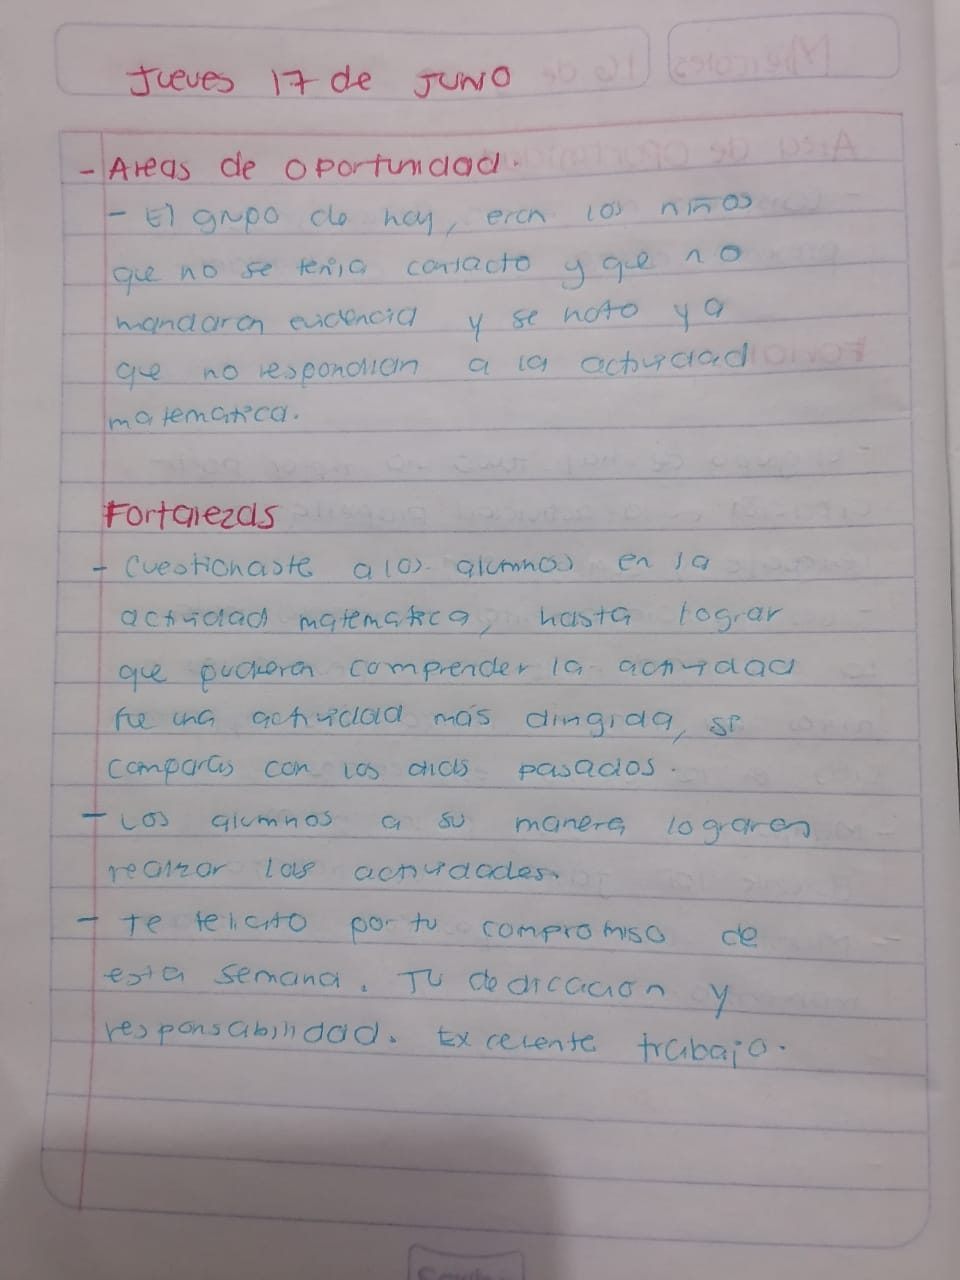 Jueves 17 de JUNIO
- Areas de oportunidad.
- El grupo de hoy, eran los niños
que no se tenia contacto y que no
mandaron evidencia y se noto ya
que no respondian a la actividad
matematica.
Fortalezas
- Cuestionaste a los alumnos en la
actividad matematica, hasta lograr
que pudieran comprender la actividad
fue una actividad más dirigida, si
comparas con los dias pasados.
- Los alumnos a su manera lograron
realizar las actividades.
- Te felicito por tu compromiso de
esta semana. Tu dedicacion y
responsabilidad. Excelente trabajo.